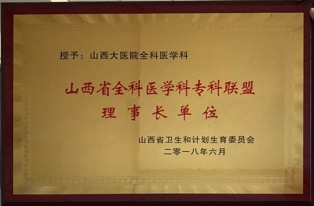 授予：山西大医院全科医学科
山西省全科医学科专科联盟
理事长单位
山西省卫生和计划生育委员会
二零一八年六月